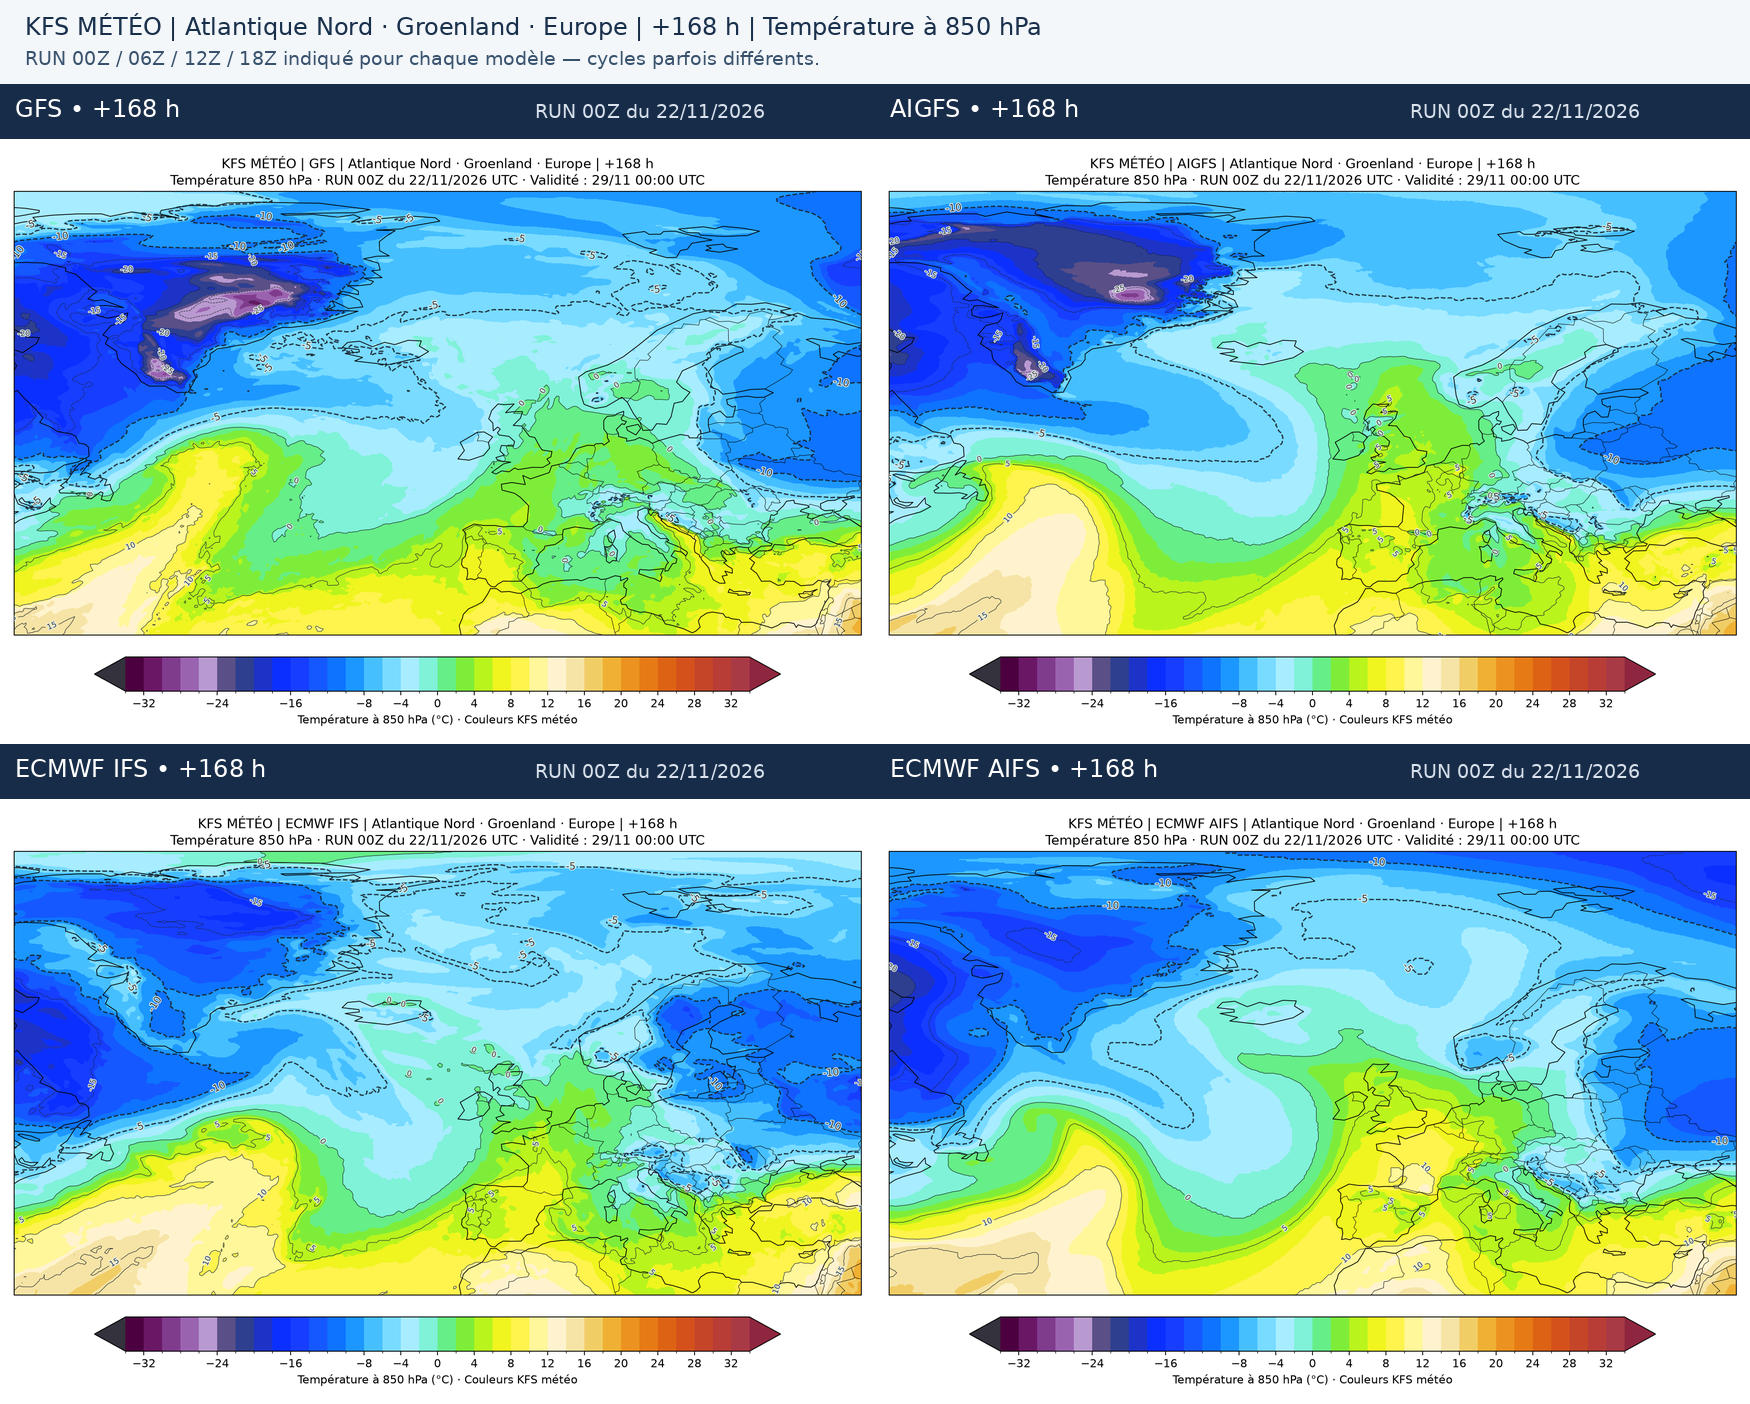 KFS MÉTÉO | Atlantique Nord · Groenland · Europe | +168 h | Température à 850 hPa
RUN 00Z / 06Z / 12Z / 18Z indiqué pour chaque modèle — cycles parfois différents.
GFS • +168 h
RUN 00Z du 22/11/2026
AIGFS • +168 h
RUN 00Z du 22/11/2026
KFS MÉTÉO | GFS | Atlantique Nord · Groenland · Europe | +168 h
Température 850 hPa · RUN 00Z du 22/11/2026 UTC · Validité : 29/11 00:00 UTC
KFS MÉTÉO | AIGFS | Atlantique Nord · Groenland · Europe | +168 h
Température 850 hPa · RUN 00Z du 22/11/2026 UTC · Validité : 29/11 00:00 UTC
−32 −24 −16 −8 −4 0 4 8 12 16 20 24 28 32
Température à 850 hPa (°C) · Couleurs KFS météo
−32 −24 −16 −8 −4 0 4 8 12 16 20 24 28 32
Température à 850 hPa (°C) · Couleurs KFS météo
ECMWF IFS • +168 h
RUN 00Z du 22/11/2026
ECMWF AIFS • +168 h
RUN 00Z du 22/11/2026
KFS MÉTÉO | ECMWF IFS | Atlantique Nord · Groenland · Europe | +168 h
Température 850 hPa · RUN 00Z du 22/11/2026 UTC · Validité : 29/11 00:00 UTC
KFS MÉTÉO | ECMWF AIFS | Atlantique Nord · Groenland · Europe | +168 h
Température 850 hPa · RUN 00Z du 22/11/2026 UTC · Validité : 29/11 00:00 UTC
−32 −24 −16 −8 −4 0 4 8 12 16 20 24 28 32
Température à 850 hPa (°C) · Couleurs KFS météo
−32 −24 −16 −8 −4 0 4 8 12 16 20 24 28 32
Température à 850 hPa (°C) · Couleurs KFS météo